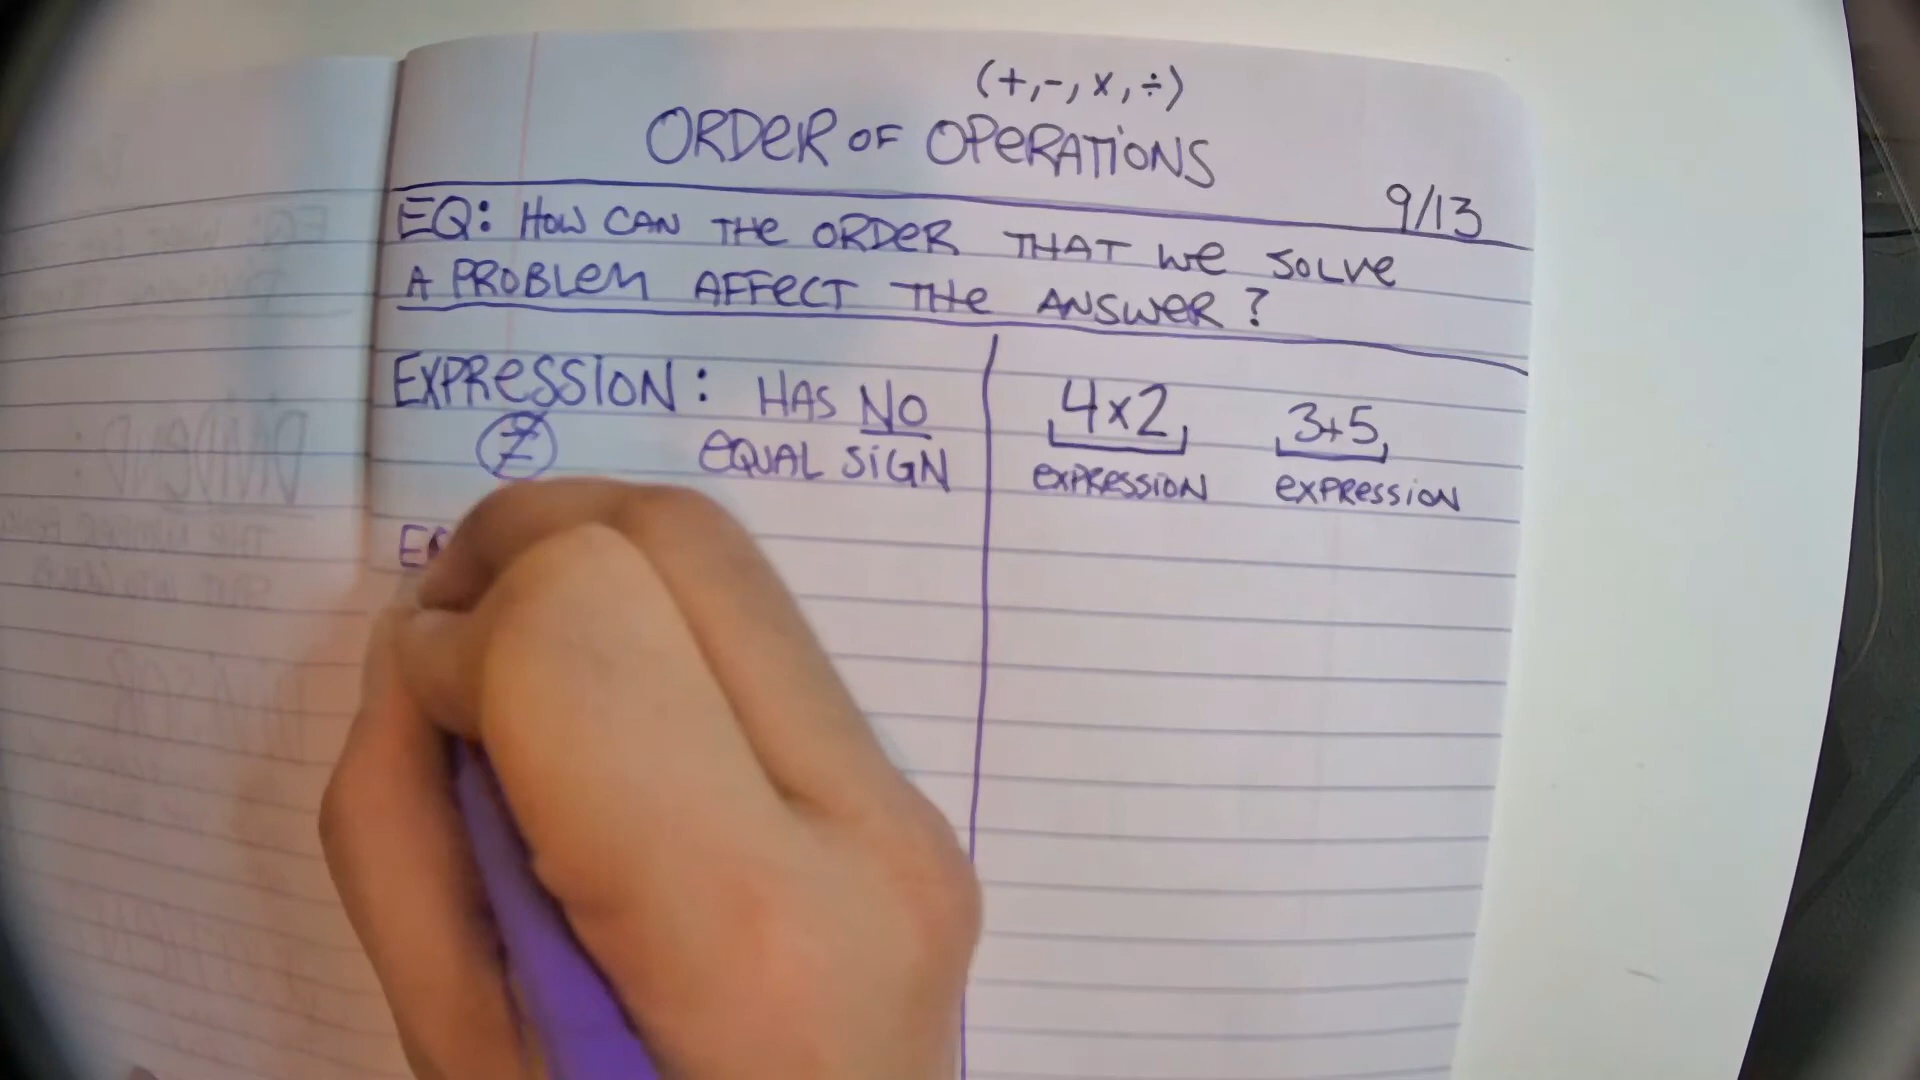 (+,-,x,÷)
ORDER OF OPERATIONS
9/13
EQ: HOW CAN THE ORDER THAT WE SOLVE
A PROBLEM AFFECT THE ANSWER?
EXPRESSION: HAS NO
≠ EQUAL SIGN
4x2 3+5
EXPRESSION EXPRESSION